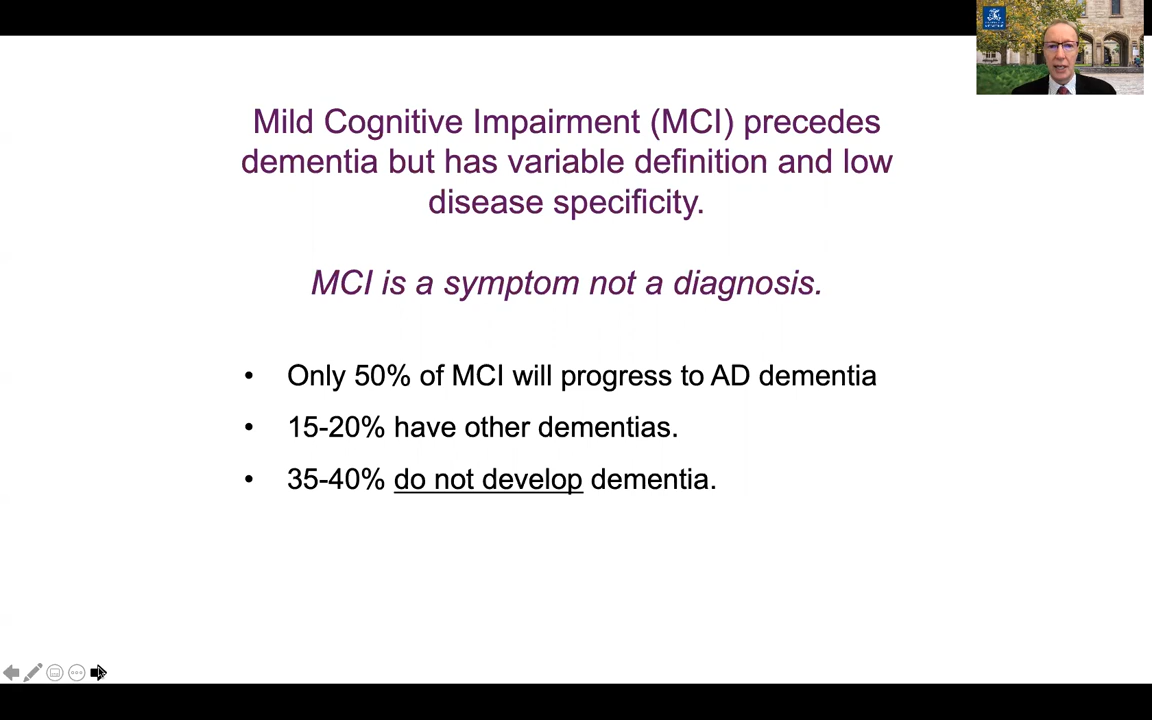 Mild Cognitive Impairment (MCI) precedes
dementia but has variable definition and low
disease specificity.
MCI is a symptom not a diagnosis.
• Only 50% of MCI will progress to AD dementia
• 15-20% have other dementias.
• 35-40% do not develop dementia.